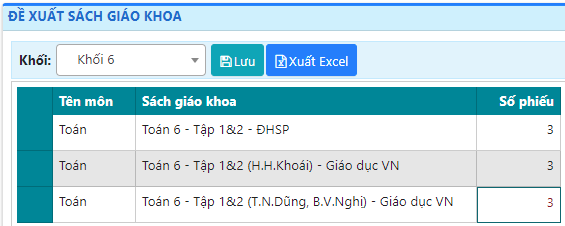 ĐỀ XUẤT SÁCH GIÁO KHOA
Khối: Khối 6 Lưu Xuất Excel
Tên môn Sách giáo khoa Số phiếu
Toán Toán 6 - Tập 1&2 - ĐHSP 3
Toán Toán 6 - Tập 1&2 (H.H.Khoái) - Giáo dục VN 3
Toán Toán 6 - Tập 1&2 (T.N.Dũng, B.V.Nghị) - Giáo dục VN 3